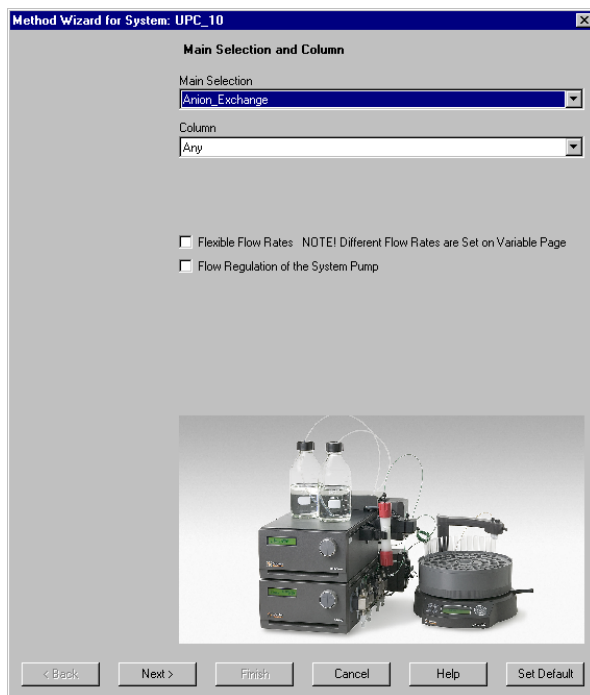 Method Wizard for System: UPC_10
Main Selection and Column
Main Selection
Anion_Exchange
Column
Any
Flexible Flow Rates NOTE! Different Flow Rates are Set on Variable Page
Flow Regulation of the System Pump
< Back Next > Finish Cancel Help Set Default